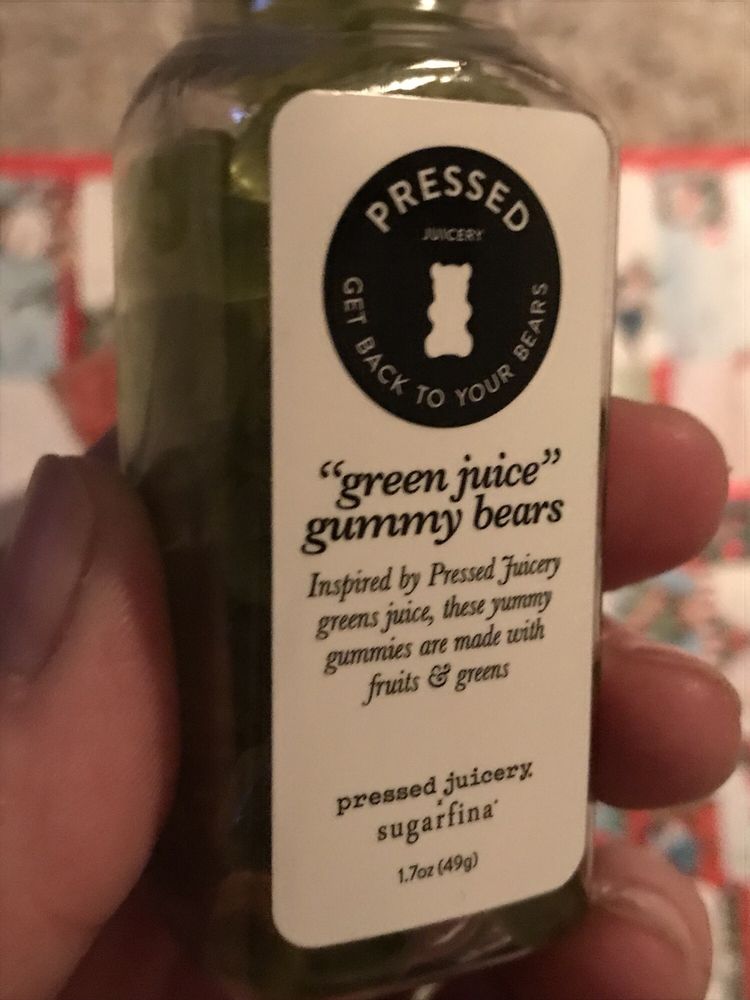 PRESSED
JUICERY
GET BACK TO YOUR BEARS
“green juice”
gummy bears
Inspired by Pressed Juicery
greens juice, these yummy
gummies are made with
fruits & greens
pressed juicery.
+
sugarfina
1.7oz (49g)